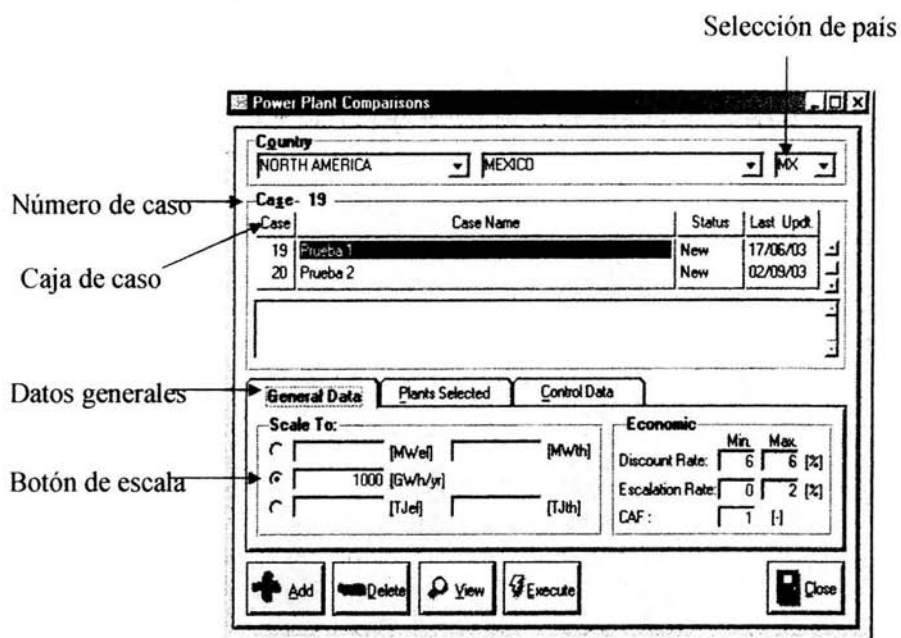 Selección de país
Power Plant Comparisons
Country
NORTH AMERICA MEXICO MX
Número de caso
Case- 19
Case Case Name Status Last Updt.
19 Prueba 1 New 17/06/03
20 Prueba 2 New 02/09/03
Caja de caso
Datos generales
General Data Plants Selected Control Data
Scale To: Economic
[MWel] [MWth] Min. Max.
Discount Rate: 6 6 [%]
Botón de escala
1000 [GWh/yr] Escalation Rate: 0 2 [%]
[TJel] [TJth] CAF : 1 [-]
Add Delete View Execute Close